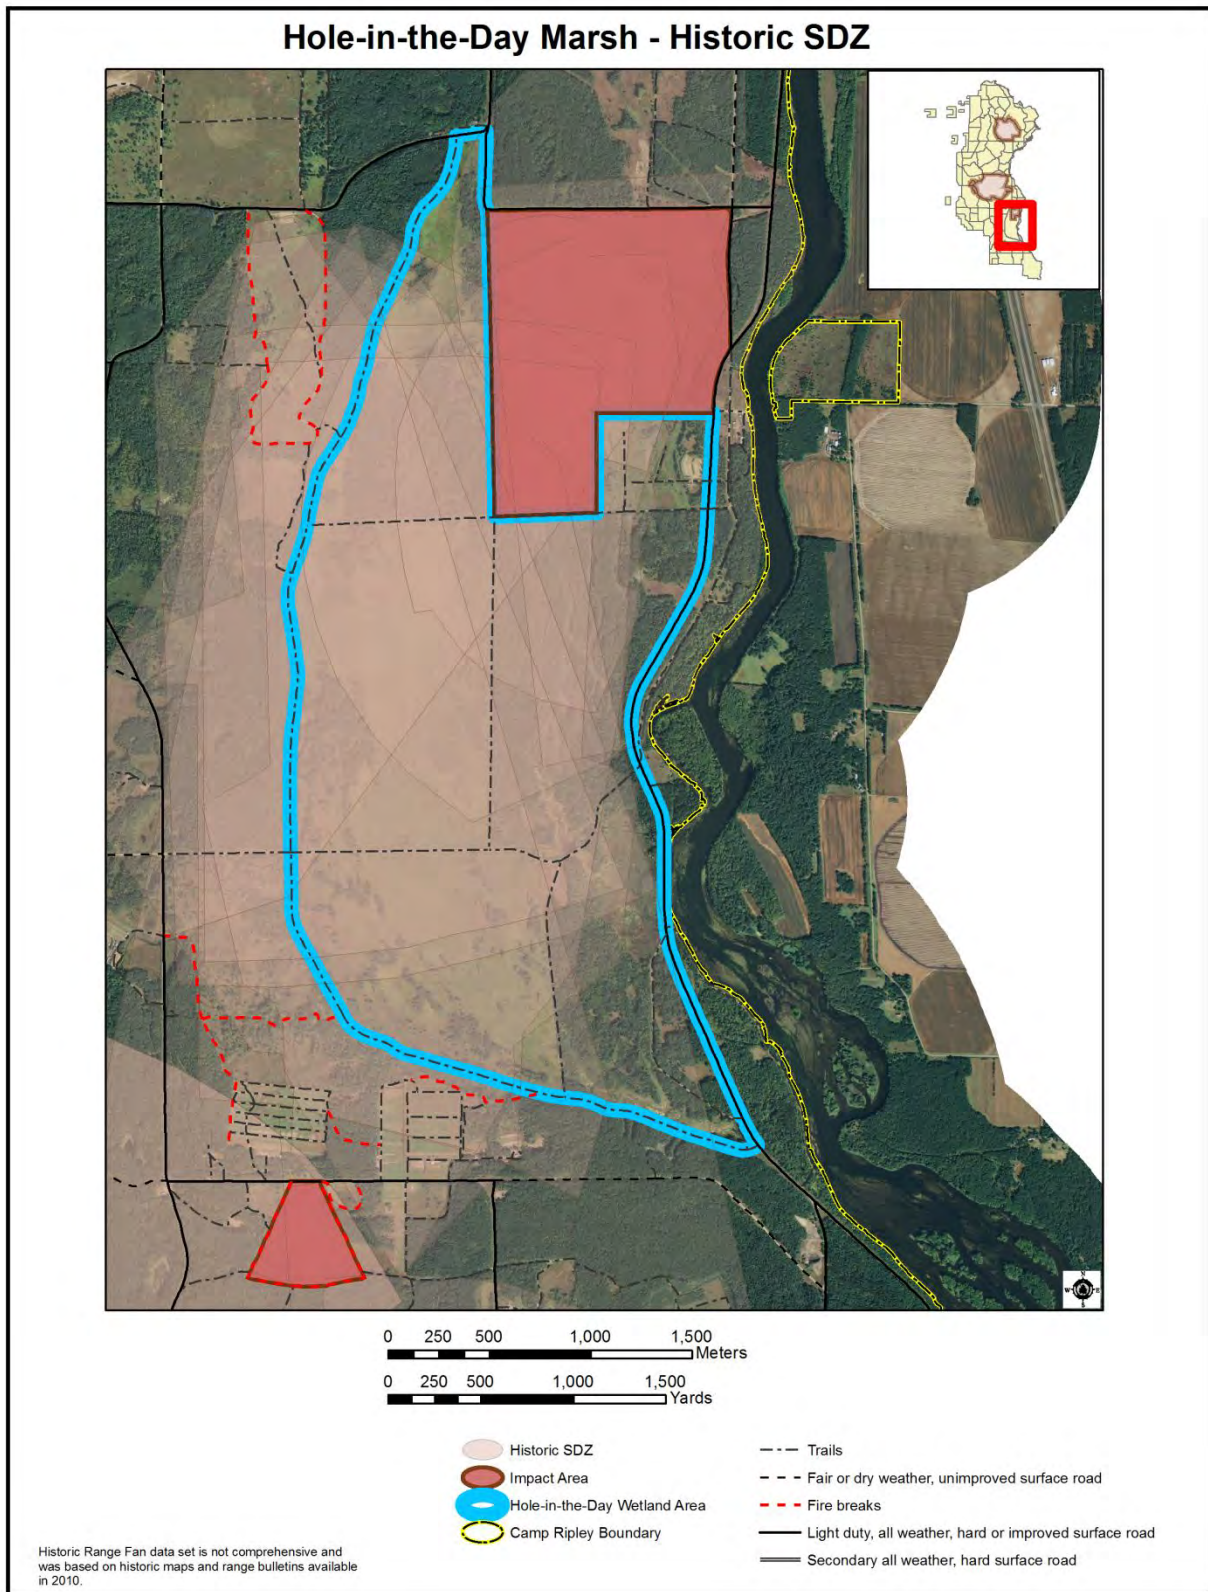 Hole-in-the-Day Marsh - Historic SDZ
N
W
E
S
0 250 500 1,000 1,500
Meters
0 250 500 1,000 1,500
Yards
Historic SDZ
Impact Area
Hole-in-the-Day Wetland Area
Camp Ripley Boundary
Trails
Fair or dry weather, unimproved surface road
Fire breaks
Light duty, all weather, hard or improved surface road
Secondary all weather, hard surface road
Historic Range Fan data set is not comprehensive and
was based on historic maps and range bulletins available
in 2010.